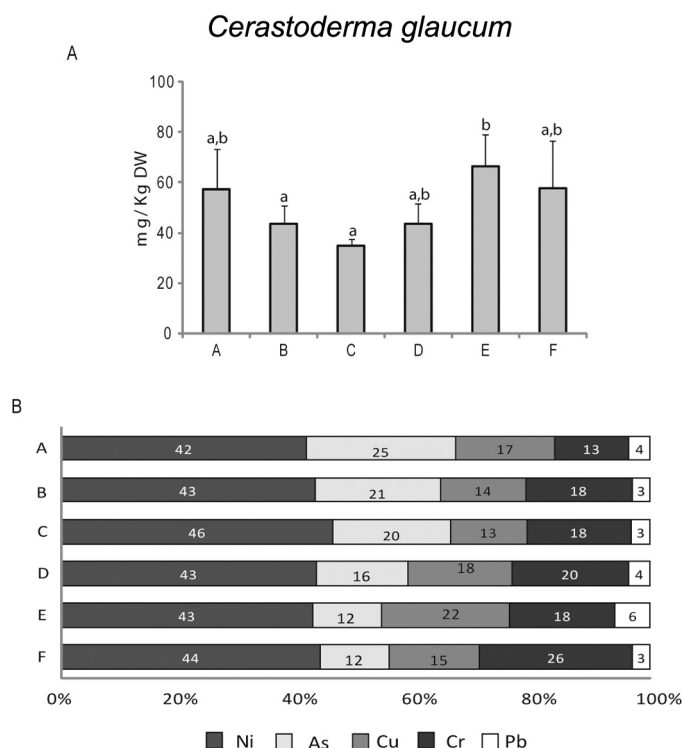 Cerastoderma glaucum
A
100
80
60
40
20
0
mg/Kg DW
a,b
a
a
a,b
b
a,b
A B C D E F
B
A 42 25 17 13 4
B 43 21 14 18 3
C 46 20 13 18 3
D 43 16 18 20 4
E 43 12 22 18 6
F 44 12 15 26 3
0% 20% 40% 60% 80% 100%
Ni As Cu Cr Pb